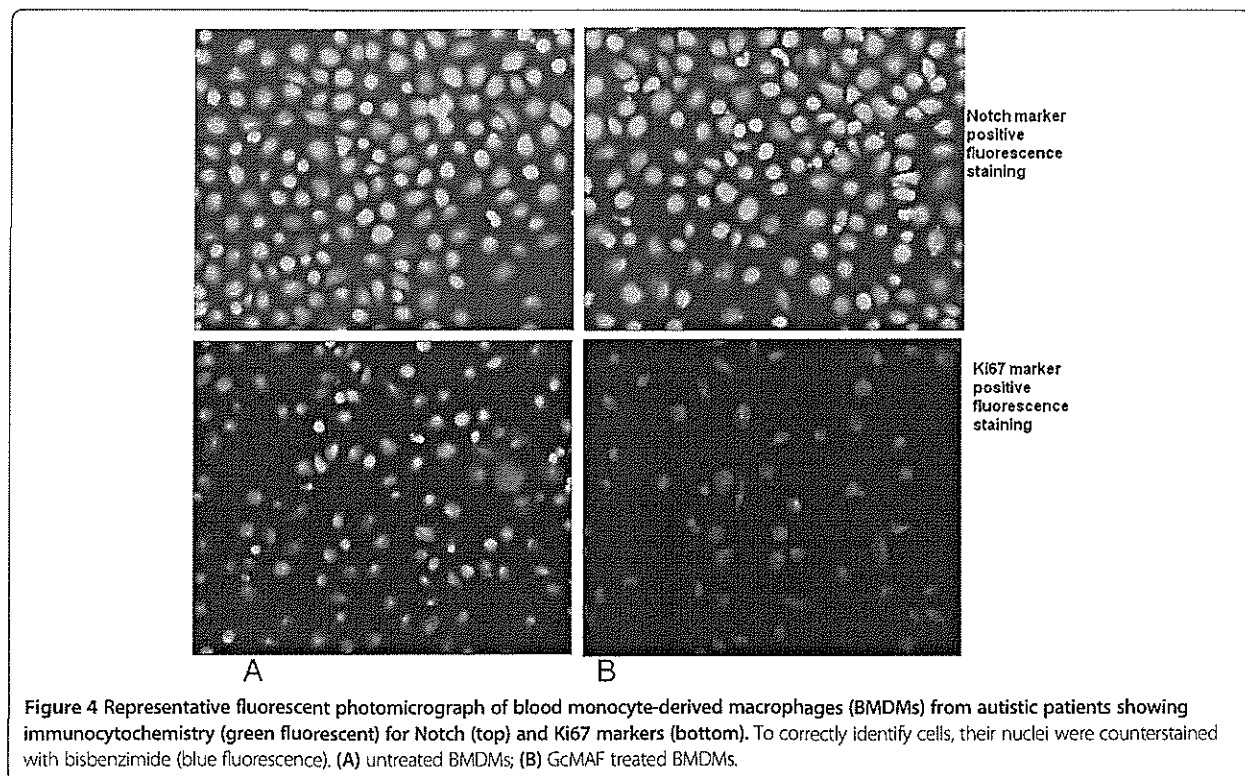 Notch marker
positive
fluorescence
staining
Ki67 marker
positive
fluorescence
staining
A
B
Figure 4 Representative fluorescent photomicrograph of blood monocyte-derived macrophages (BMDMs) from autistic patients showing
immunocytochemistry (green fluorescent) for Notch (top) and Ki67 markers (bottom). To correctly identify cells, their nuclei were counterstained
with bisbenzimide (blue fluorescence). (A) untreated BMDMs; (B) GcMAF treated BMDMs.